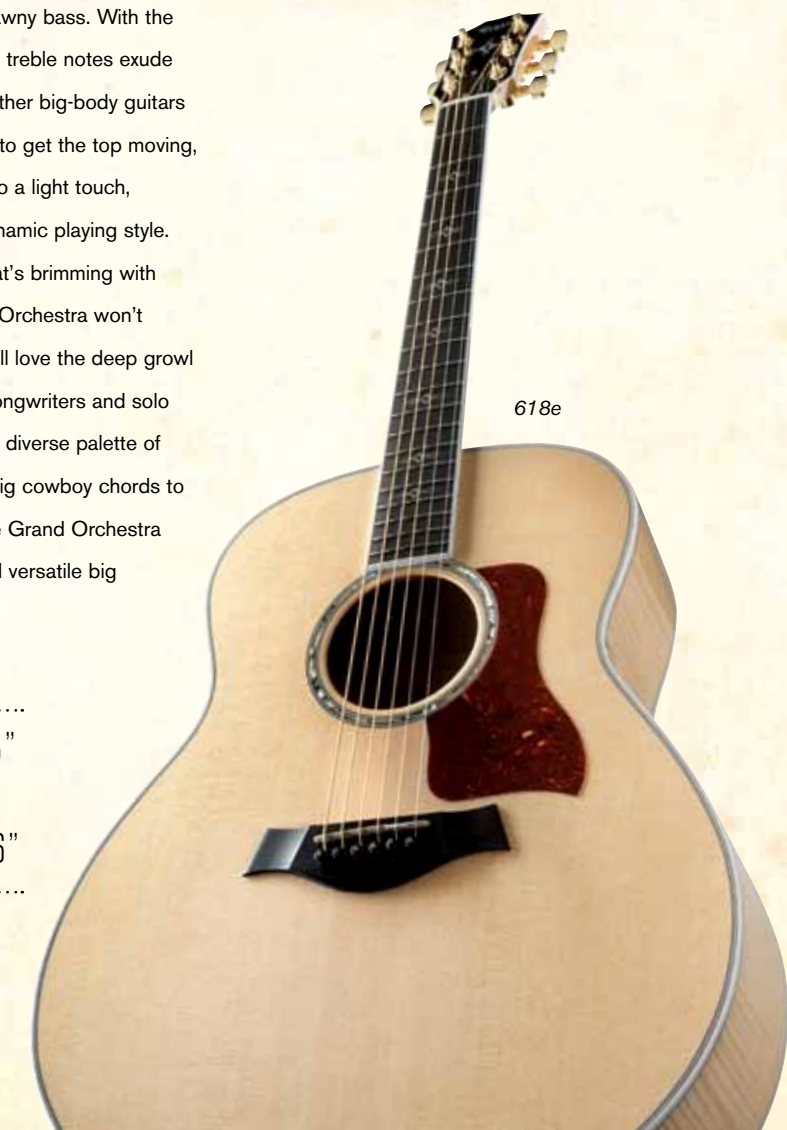 wny bass. With the
treble notes exude
ther big-body guitars
to get the top moving,
o a light touch,
namic playing style.
at's brimming with
Orchestra won't
ll love the deep growl
ongwriters and solo
diverse palette of
ig cowboy chords to
Grand Orchestra
versatile big
618e